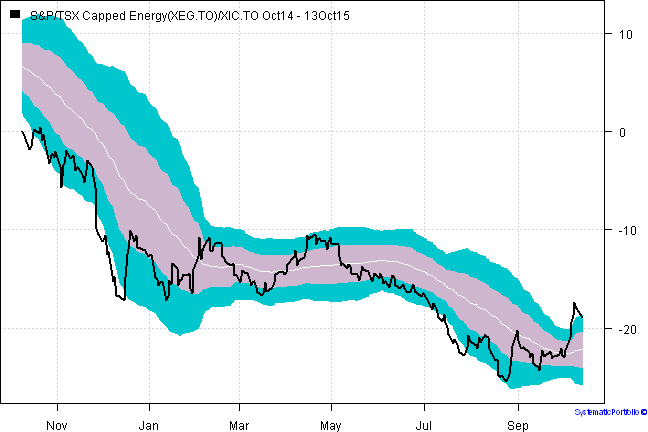 S&P/TSX Capped Energy(XEG.TO)/XIC.TO Oct14 - 13Oct15
10
0
-10
-20
Nov Jan Mar May Jul Sep
SystematicPortfolio ©